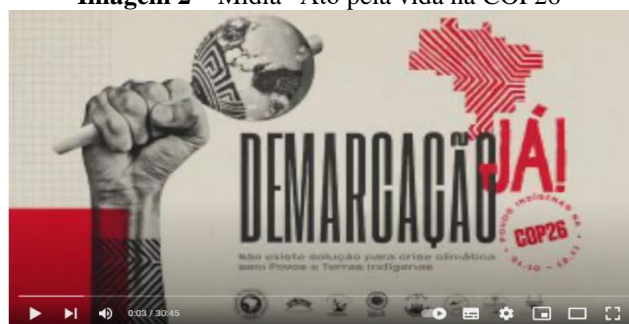 Imagem 2 – Mídia "Ato pela vida na COP26"
DEMARCAÇÃO
JÁ!
Não existe solução para crise climática
sem Povos e Terras Indígenas
POVOS INDÍGENAS NA
COP26
0:03 / 30:45